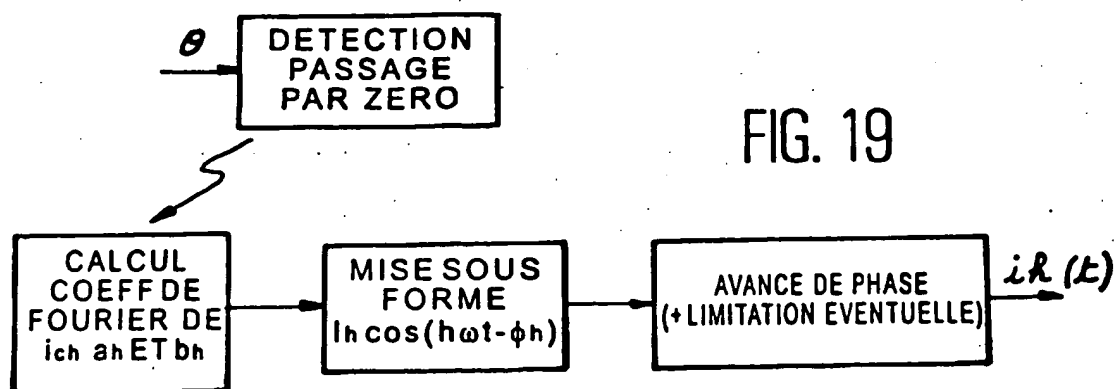 θ
DETECTION
PASSAGE
PAR ZERO
FIG. 19
CALCUL
COEFF DE
FOURIER DE
ich ah ET bh
MISE SOUS
FORME
Ih cos(hωt-ϕh)
AVANCE DE PHASE
(+ LIMITATION EVENTUELLE)
ih (t)